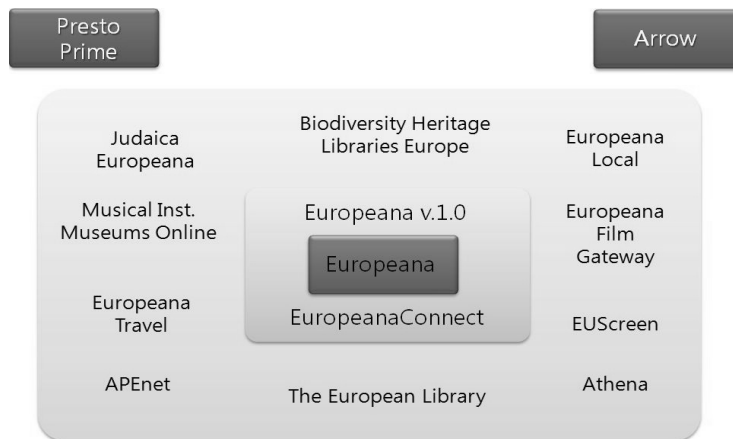 Presto
Prime
Arrow
Judaica
Europeana
Biodiversity Heritage
Libraries Europe
Europeana
Local
Musical Inst.
Museums Online
Europeana v.1.0
Europeana
Film
Gateway
Europeana
Europeana
Travel
EuropeanaConnect
EUScreen
APEnet
The European Library
Athena